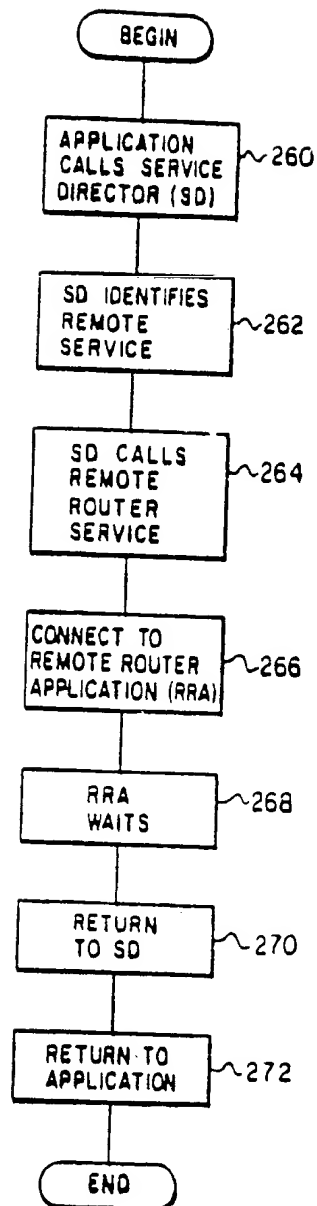 BEGIN
APPLICATION
CALLS SERVICE
DIRECTOR (SD)
260
SD IDENTIFIES
REMOTE
SERVICE
262
SD CALLS
REMOTE
ROUTER
SERVICE
264
CONNECT TO
REMOTE ROUTER
APPLICATION (RRA)
266
RRA
WAITS
268
RETURN
TO SD
270
RETURN TO
APPLICATION
272
END